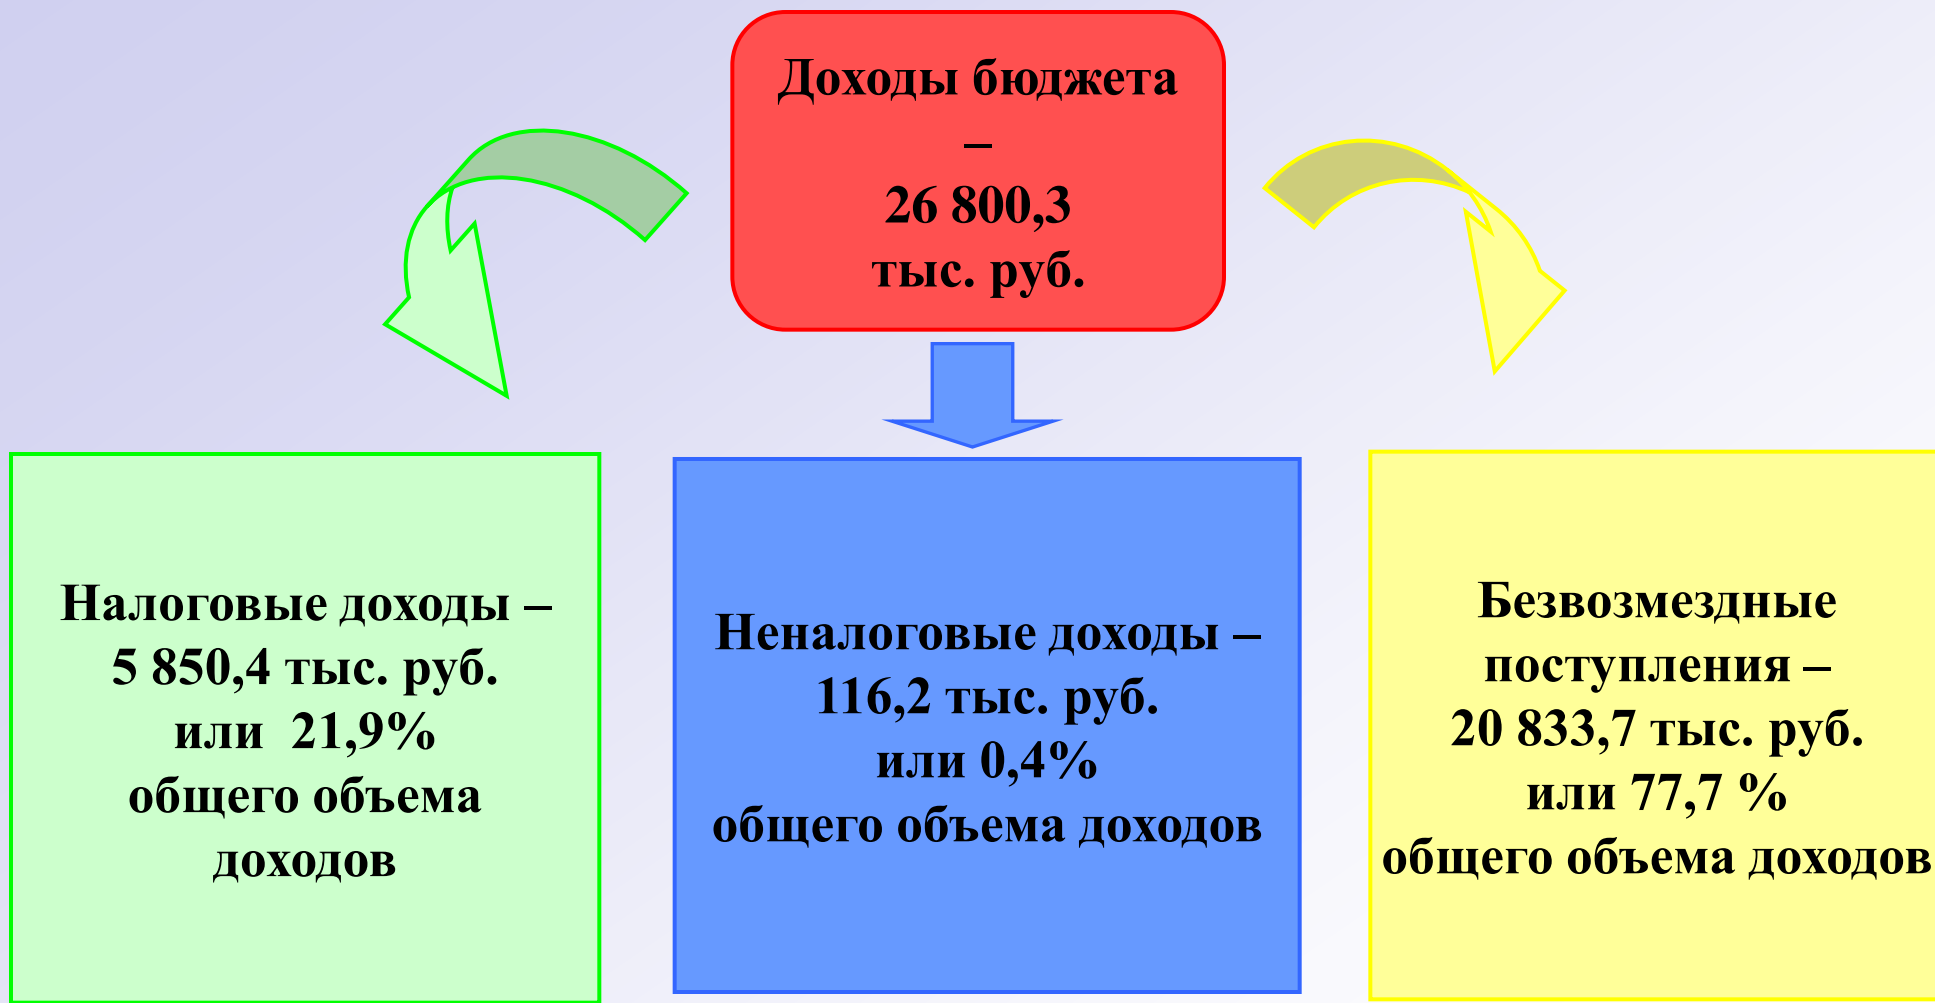 Доходы бюджета
–
26 800,3
тыс. руб.
Налоговые доходы –
5 850,4 тыс. руб.
или 21,9%
общего объема
доходов
Неналоговые доходы –
116,2 тыс. руб.
или 0,4%
общего объема доходов
Безвозмездные
поступления –
20 833,7 тыс. руб.
или 77,7 %
общего объема доходов